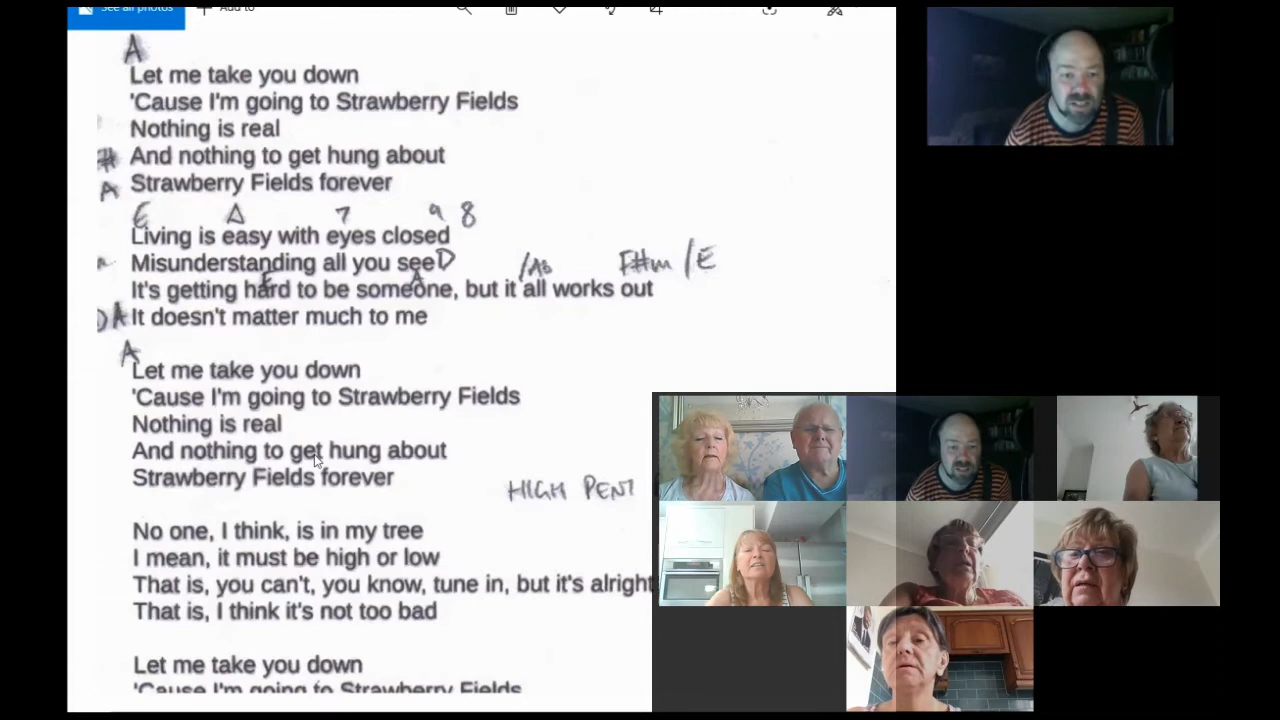 See all photos Add to
A
Let me take you down
'Cause I'm going to Strawberry Fields
Nothing is real
# And nothing to get hung about
A Strawberry Fields forever
E A 7 9 8
Living is easy with eyes closed
Misunderstanding all you see D /Ab F#m /E
E A
It's getting hard to be someone, but it all works out
D A It doesn't matter much to me
A
Let me take you down
'Cause I'm going to Strawberry Fields
Nothing is real
And nothing to get hung about
Strawberry Fields forever
HIGH PENT
No one, I think, is in my tree
I mean, it must be high or low
That is, you can't, you know, tune in, but it's alright
That is, I think it's not too bad
Let me take you down
'Cause I'm going to Strawberry Fields